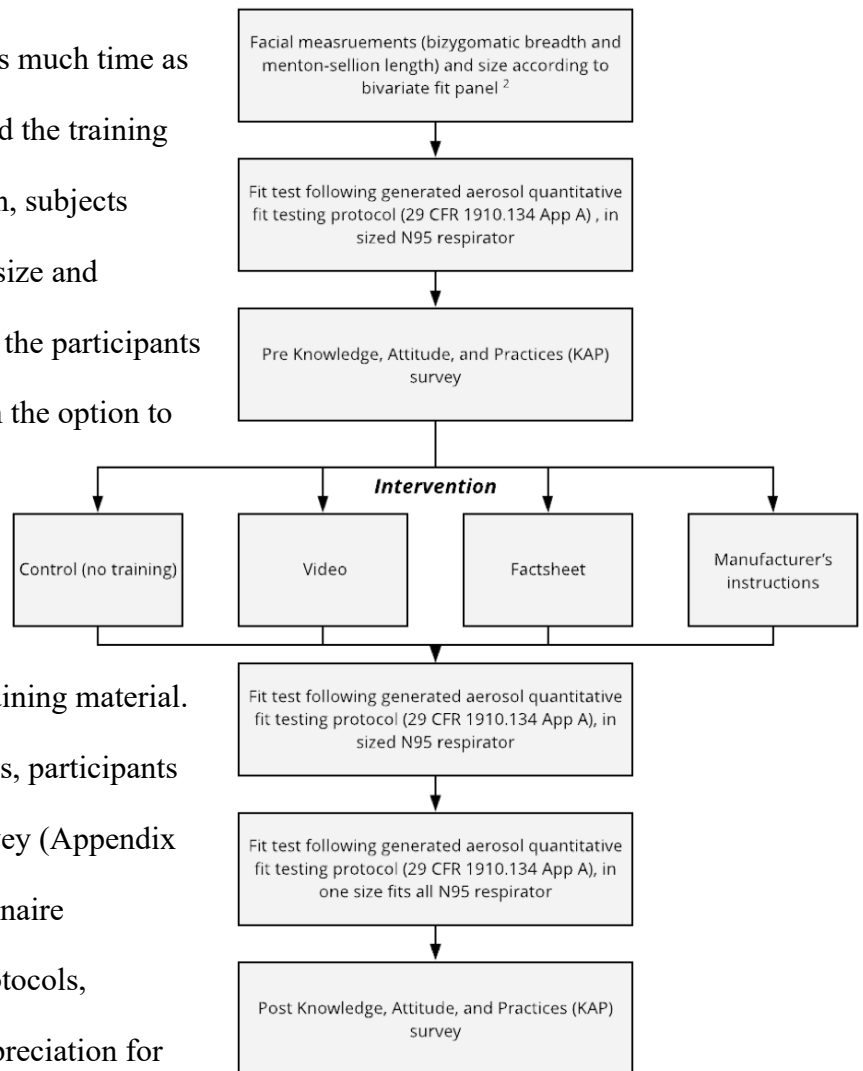 s much time as
d the training
n, subjects
size and
the participants
n the option to
Facial measruements (bizygomatic breadth and
menton-sellion length) and size according to
bivariate fit panel 2
Fit test following generated aerosol quantitative
fit testing protocol (29 CFR 1910.134 App A) , in
sized N95 respirator
Pre Knowledge, Attitude, and Practices (KAP)
survey
Intervention
Control (no training)
Video
Factsheet
Manufacturer's
instructions
aining material.
s, participants
vey (Appendix
naire
otocols,
preciation for
Fit test following generated aerosol quantitative
fit testing protocol (29 CFR 1910.134 App A), in
sized N95 respirator
Fit test following generated aerosol quantitative
fit testing protocol (29 CFR 1910.134 App A), in
one size fits all N95 respirator
Post Knowledge, Attitude, and Practices (KAP)
survey